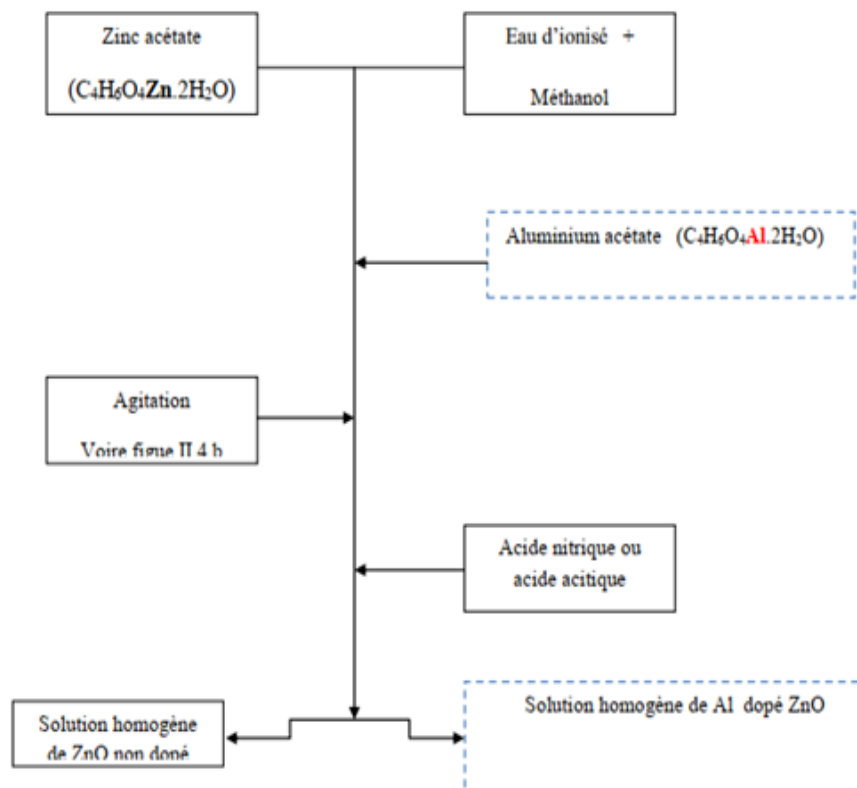 Zinc acétate
(C₄H₆O₄Zn.2H₂O)
Eau d’ionisé +
Méthanol
Aluminium acétate (C₄H₆O₄Al.2H₂O)
Agitation
Voire figue II 4 b
Acide nitrique ou
acide acitique
Solution homogène
de ZnO non dopé
Solution homogène de Al dopé ZnO